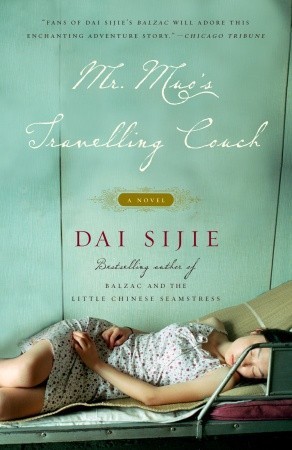 "FANS OF DAI SIJIE'S BALZAC WILL ADORE THIS
ENCHANTING ADVENTURE STORY."—CHICAGO TRIBUNE
Mr. Muo's
Travelling Couch
A NOVEL
DAI SIJIE
Bestselling author of
BALZAC AND THE
LITTLE CHINESE SEAMSTRESS